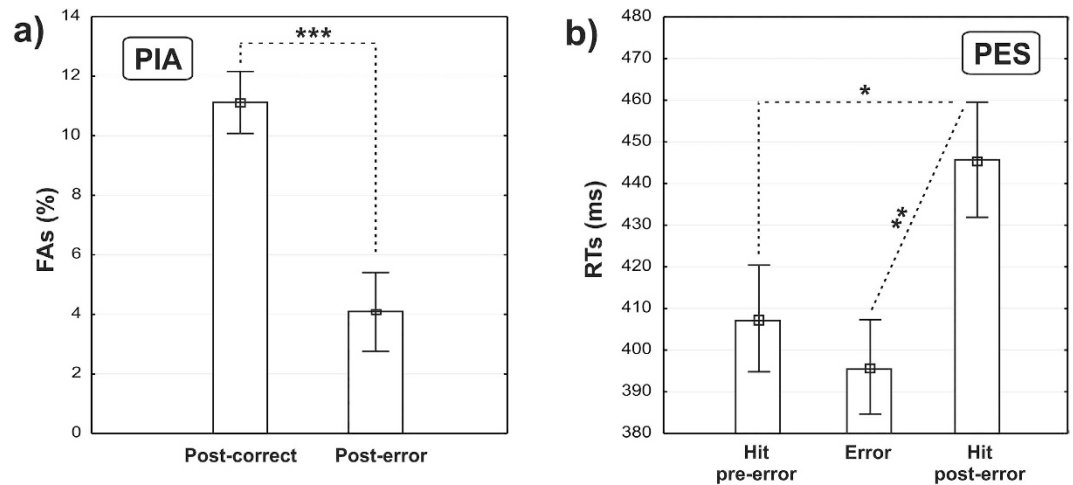 a)
PIA
***
14
12
10
8
6
4
2
0
FAs (%)
Post-correct
Post-error
b)
PES
*
**
480
470
460
450
440
430
420
410
400
390
380
RTs (ms)
Hit
pre-error
Error
Hit
post-error